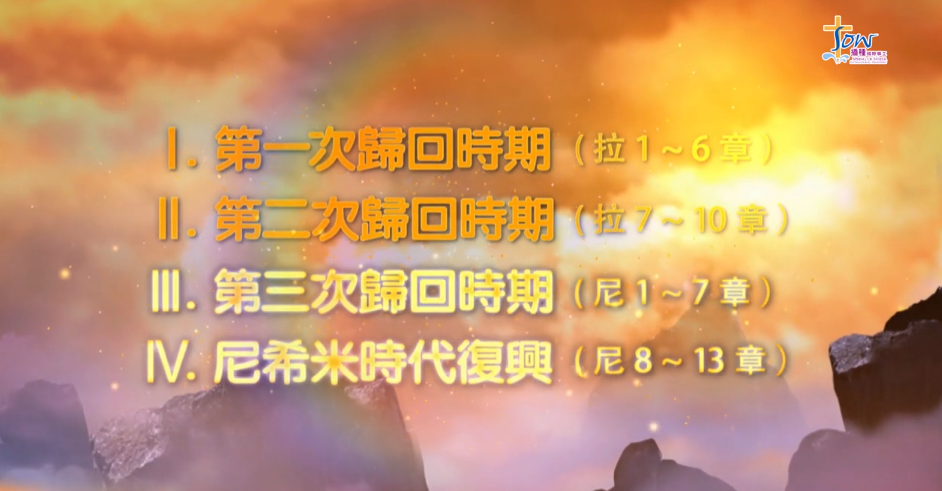 SOW
播種國際事工
I. 第一次歸回時期（拉 1 ~ 6 章）
II. 第二次歸回時期（拉 7 ~ 10 章）
III. 第三次歸回時期（尼 1 ~ 7 章）
IV. 尼希米時代復興（尼 8 ~ 13 章）